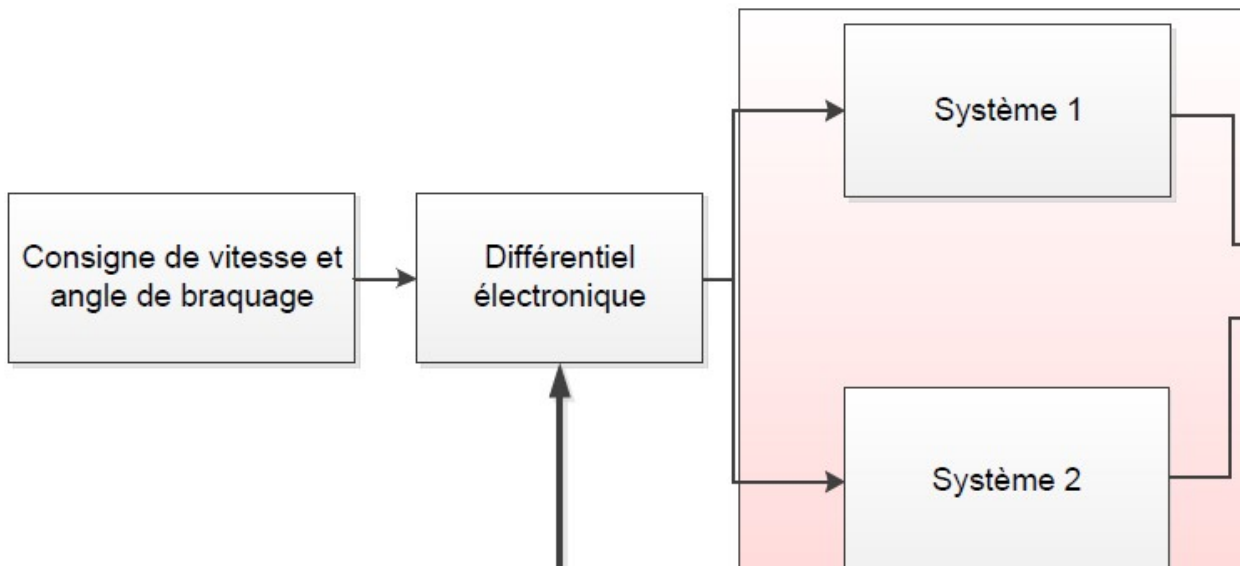 Système 1
Consigne de vitesse et
angle de braquage
Différentiel
électronique
Système 2